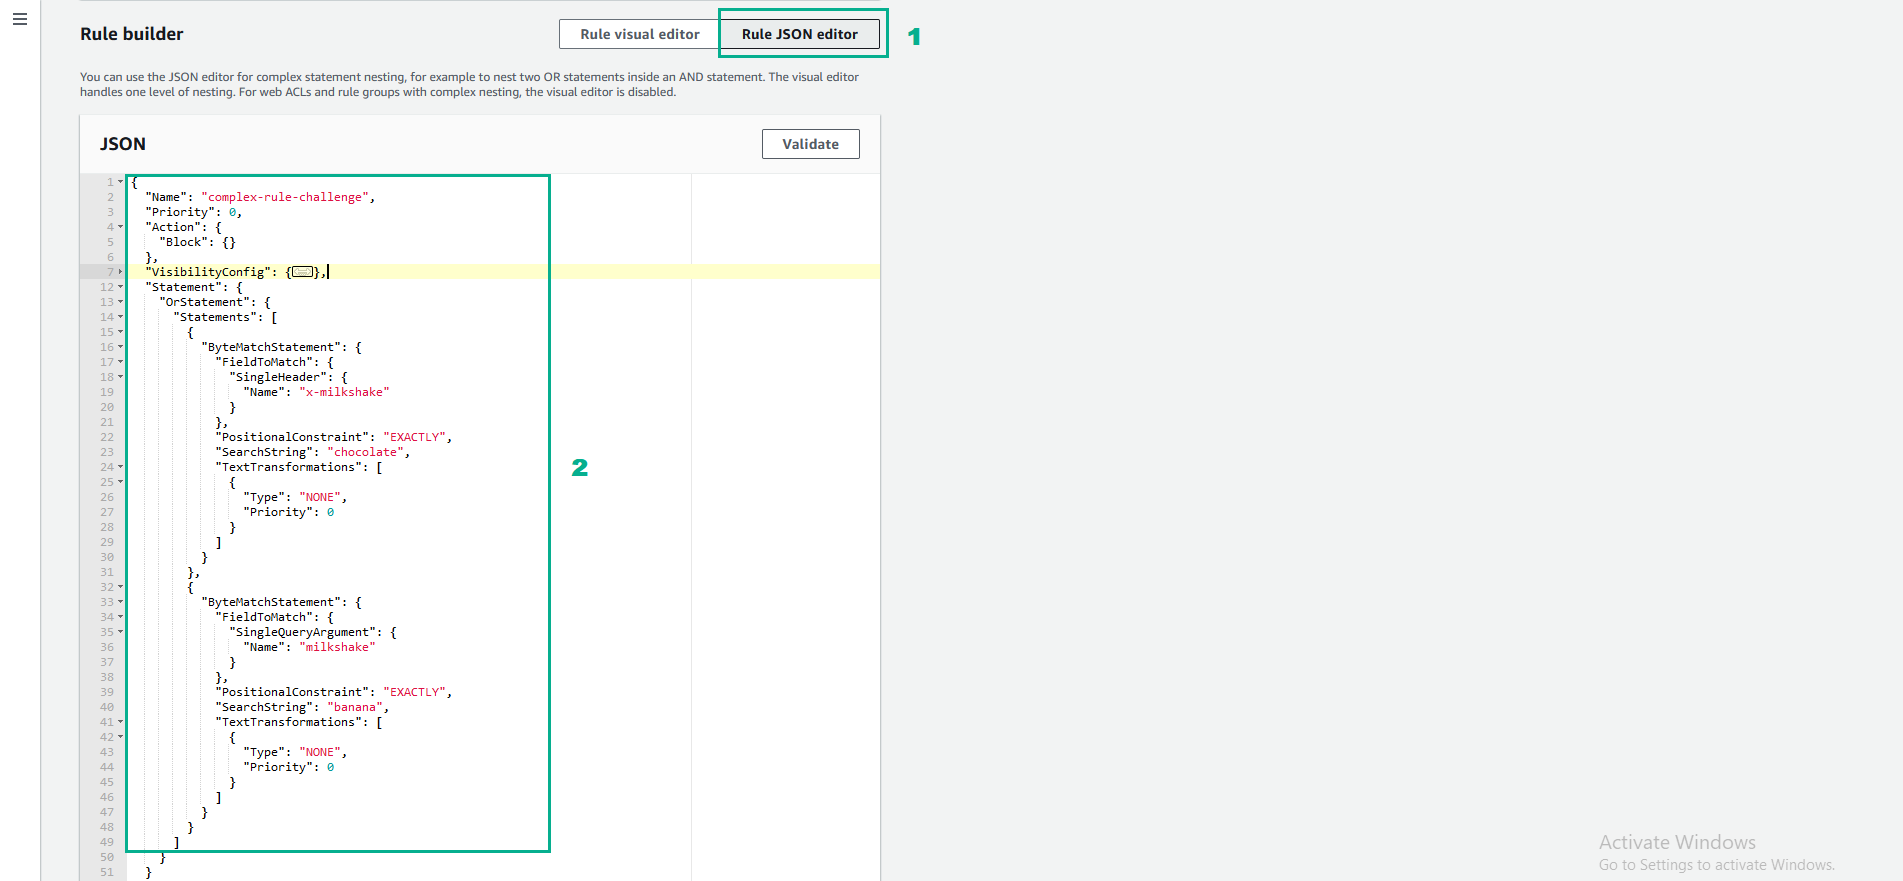 Rule builder
Rule visual editor
Rule JSON editor
1
You can use the JSON editor for complex statement nesting, for example to nest two OR statements inside an AND statement. The visual editor
handles one level of nesting. For web ACLs and rule groups with complex nesting, the visual editor is disabled.
JSON
Validate
1 {
2 "Name": "complex-rule-challenge",
3 "Priority": 0,
4 "Action": {
5 "Block": {}
6 },
7 "VisibilityConfig": {},
12 "Statement": {
13 "OrStatement": {
14 "Statements": [
15 {
16 "ByteMatchStatement": {
17 "FieldToMatch": {
18 "SingleHeader": {
19 "Name": "x-milkshake"
20 }
21 },
22 "PositionalConstraint": "EXACTLY",
23 "SearchString": "chocolate",
24 "TextTransformations": [
25 {
26 "Type": "NONE",
27 "Priority": 0
28 }
29 ]
30 }
31 },
32 {
33 "ByteMatchStatement": {
34 "FieldToMatch": {
35 "SingleQueryArgument": {
36 "Name": "milkshake"
37 }
38 },
39 "PositionalConstraint": "EXACTLY",
40 "SearchString": "banana",
41 "TextTransformations": [
42 {
43 "Type": "NONE",
44 "Priority": 0
45 }
46 ]
47 }
48 }
49 ]
50 }
51 }
2
Activate Windows
Go to Settings to activate Windows.